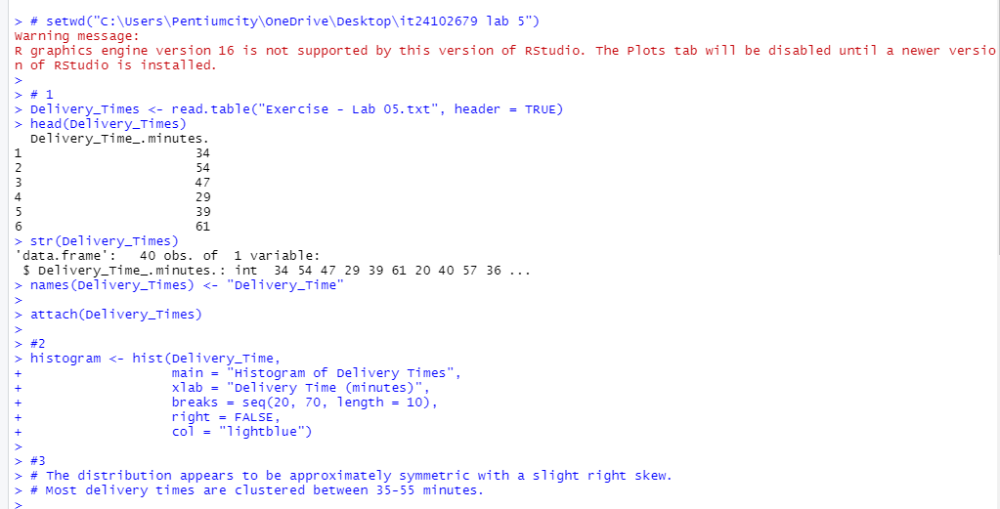 > # setwd("C:\Users\Pentiumcity\OneDrive\Desktop\it24102679 lab 5")
Warning message:
R graphics engine version 16 is not supported by this version of RStudio. The Plots tab will be disabled until a newer versio
n of RStudio is installed.
>
> # 1
> Delivery_Times <- read.table("Exercise - Lab 05.txt", header = TRUE)
> head(Delivery_Times)
  Delivery_Time_.minutes.
1                      34
2                      54
3                      47
4                      29
5                      39
6                      61
> str(Delivery_Times)
'data.frame':   40 obs. of  1 variable:
 $ Delivery_Time_.minutes.: int  34 54 47 29 39 61 20 40 57 36 ...
> names(Delivery_Times) <- "Delivery_Time"
>
> attach(Delivery_Times)
>
> #2
> histogram <- hist(Delivery_Time,
+                   main = "Histogram of Delivery Times",
+                   xlab = "Delivery Time (minutes)",
+                   breaks = seq(20, 70, length = 10),
+                   right = FALSE,
+                   col = "lightblue")
>
> #3
> # The distribution appears to be approximately symmetric with a slight right skew.
> # Most delivery times are clustered between 35-55 minutes.
>